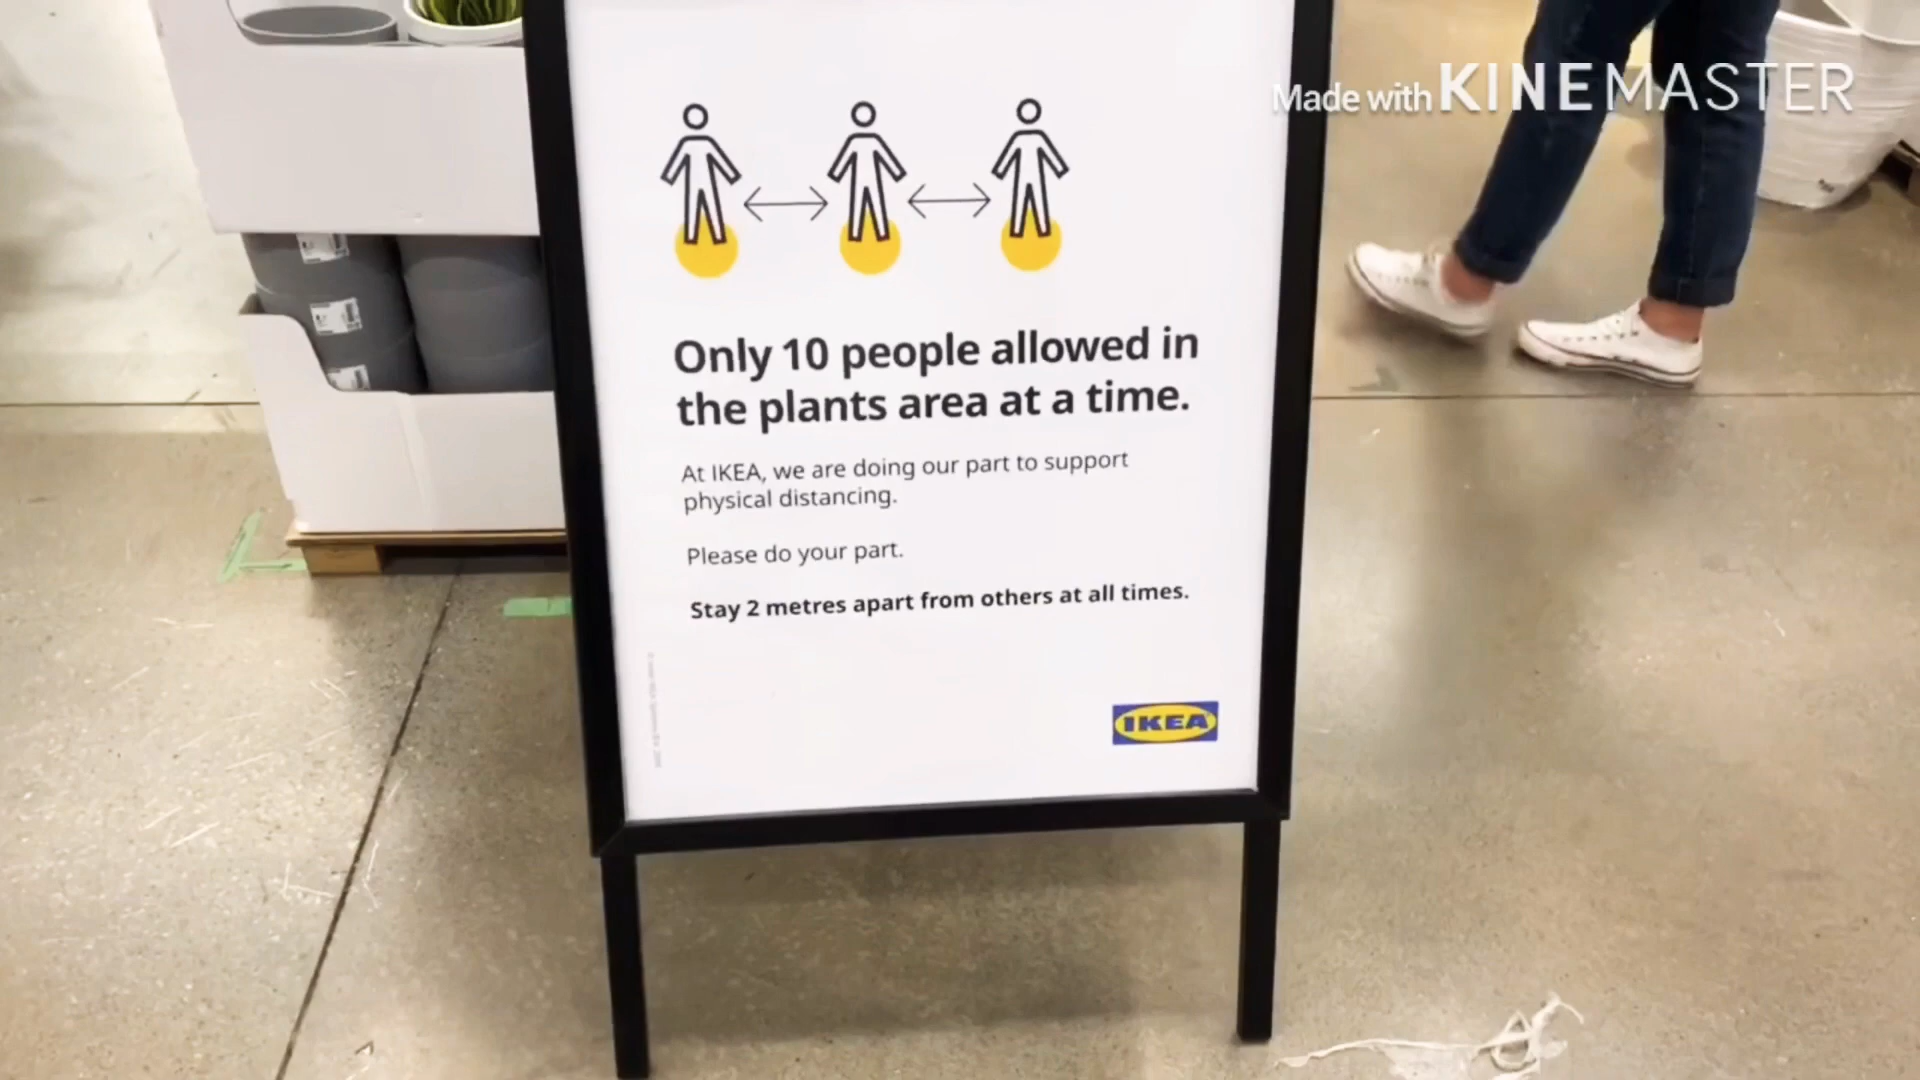 Made with KINEMASTER
Only 10 people allowed in
the plants area at a time.
At IKEA, we are doing our part to support
physical distancing.
Please do your part.
Stay 2 metres apart from others at all times.
IKEA